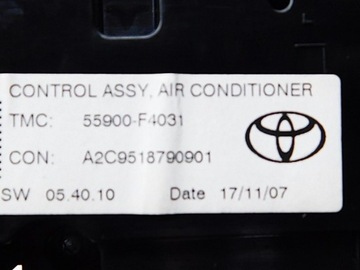 CONTROL ASSY, AIR CONDITIONER
TMC: 55900-F4031
CON: A2C9518790901
SW 05.40.10 Date 17/11/07